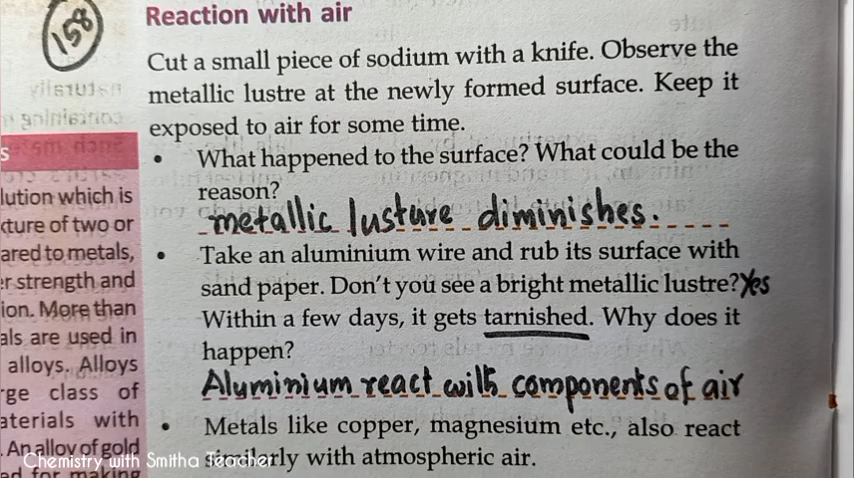 158
Reaction with air
Cut a small piece of sodium with a knife. Observe the
metallic lustre at the newly formed surface. Keep it
exposed to air for some time.
• What happened to the surface? What could be the
reason?
metallic lusture diminishes.
• Take an aluminium wire and rub its surface with
sand paper. Don't you see a bright metallic lustre? Yes
Within a few days, it gets tarnished. Why does it
happen?
Aluminium react with components of air
• Metals like copper, magnesium etc., also react
similarly with atmospheric air.
s
lution which is
ture of two or
ared to metals,
r strength and
ion. More than
als are used in
alloys. Alloys
rge class of
aterials with
. An alloy of gold
ed for making
Chemistry with Smitha Teacher